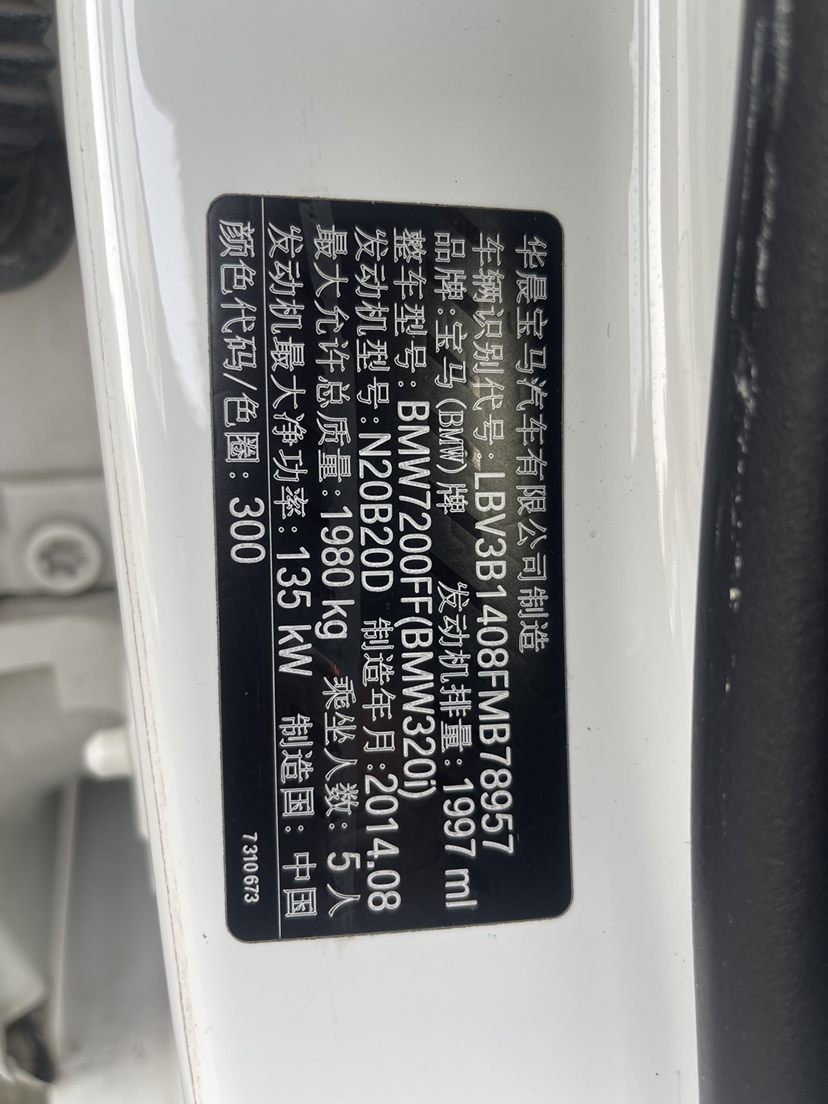 华晨宝马汽车有限公司制造
车辆识别代号:LBV3B1408FMB78957
品牌:宝马(BMW)牌 发动机排量:1997 ml
整车型号:BMW7200FF(BMW320i)
发动机型号:N20B20D 制造年月:2014.08
最大允许总质量:1980 kg 乘坐人数:5人
发动机最大净功率:135 kW 制造国:中国
颜色代码/色圈:300
7310673